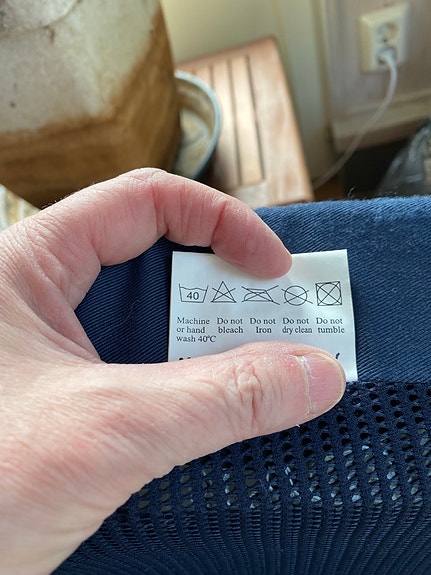 40
Machine Do not Do not Do not Do not
or hand bleach Iron dry clean tumble
wash 40°C